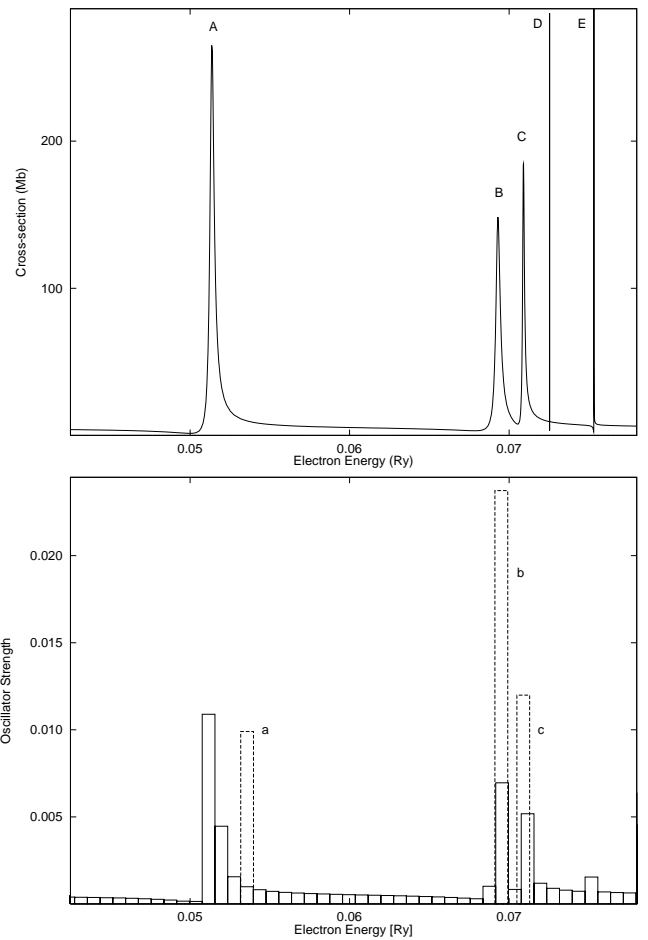 A
D
E
C
B
200
100
Cross-section (Mb)
0.05
0.06
0.07
Electron Energy (Ry)
0.020
0.015
0.010
0.005
Oscillator Strength
b
a
c
0.05
0.06
0.07
Electron Energy [Ry]